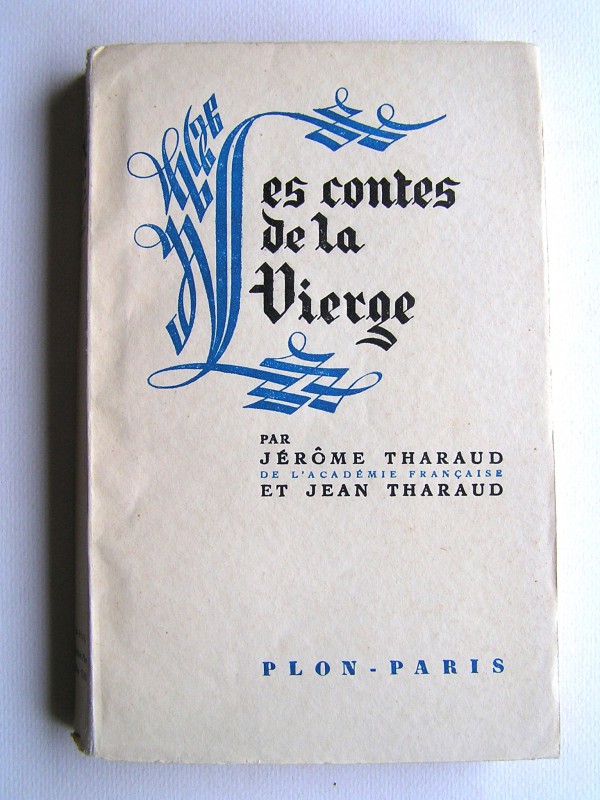 Les contes
de la
Vierge
PAR
JÉRÔME THARAUD
DE L'ACADÉMIE FRANÇAISE
ET JEAN THARAUD
PLON - PARIS